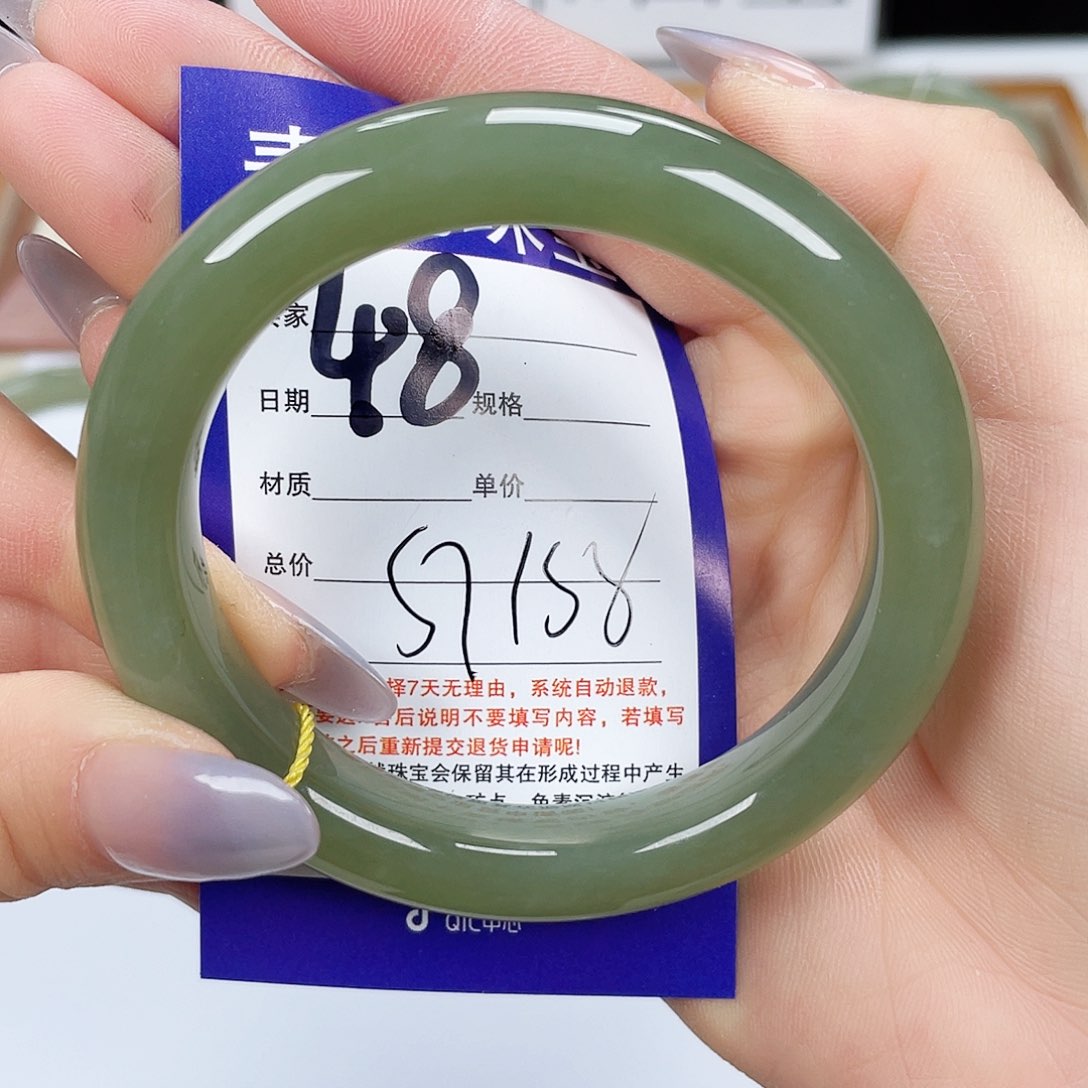 珠宝
家
48
日期 规格
材质 单价
总价
57158
择7天无理由，系统自动退款，
后说明不要填写内容，若填写
之后重新提交退货申请呢!
珠宝会保留其在形成过程中产生
QIC中心